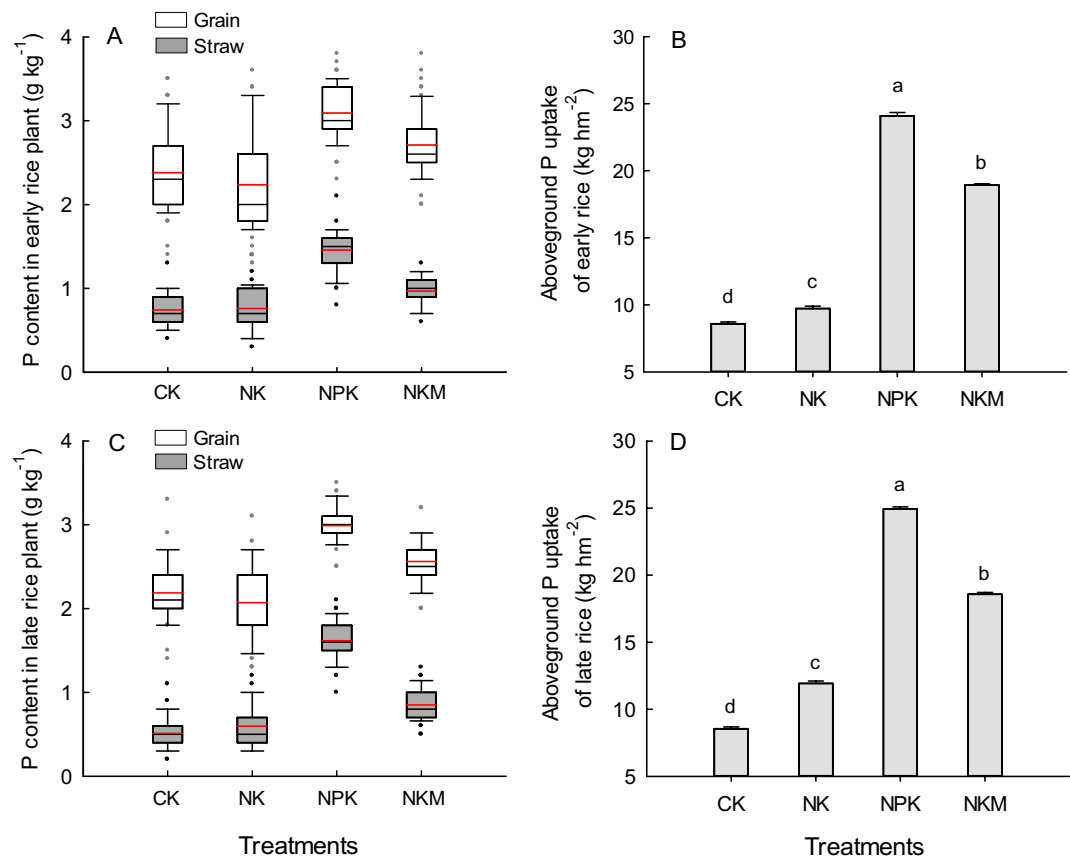 A
Grain
Straw
P content in early rice plant (g kg⁻¹)
4
3
2
1
0
CK NK NPK NKM
B
Aboveground P uptake
of early rice (kg hm⁻²)
30
25
20
15
10
5
d c a b
CK NK NPK NKM
C
Grain
Straw
P content in late rice plant (g kg⁻¹)
4
3
2
1
0
CK NK NPK NKM
Treatments
D
Aboveground P uptake
of late rice (kg hm⁻²)
30
25
20
15
10
5
d c a b
CK NK NPK NKM
Treatments